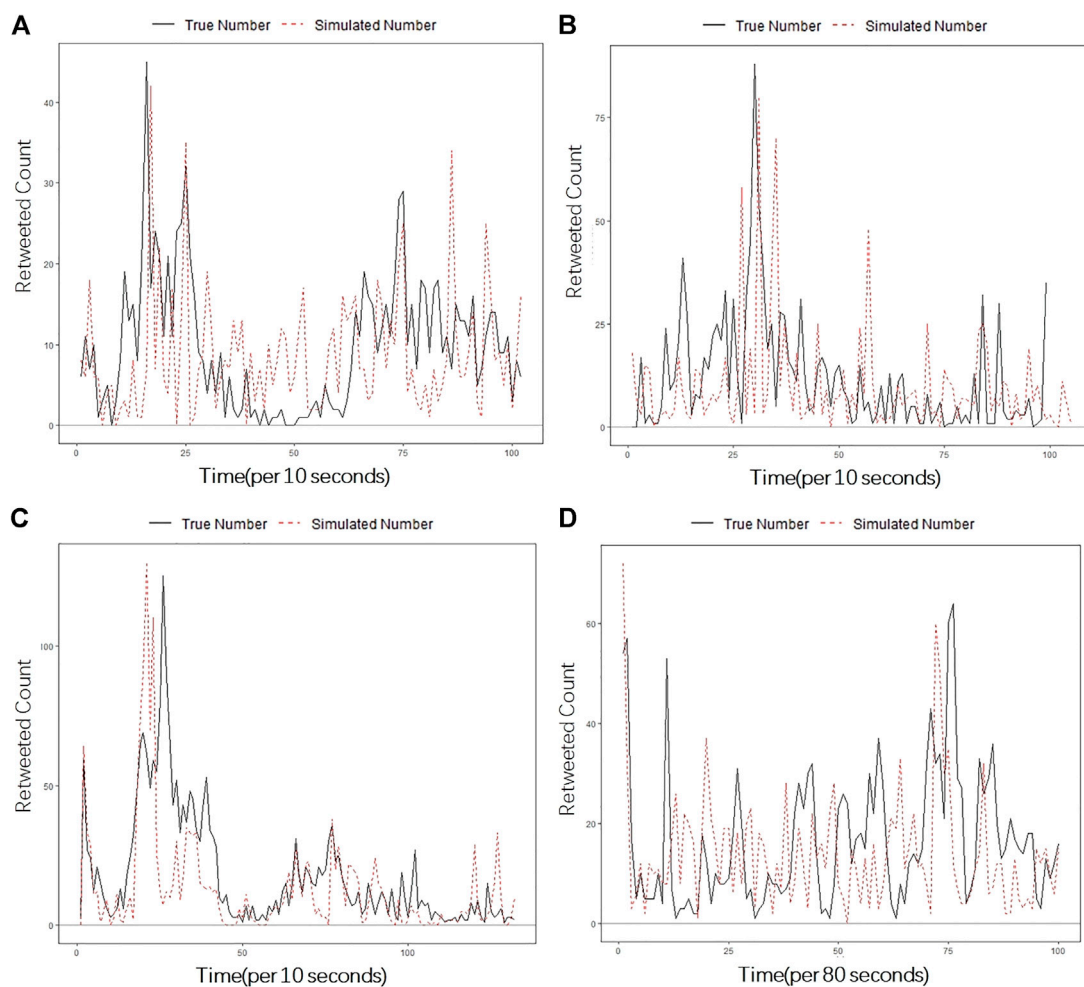 A
True Number Simulated Number
Retweeted Count
40
30
20
10
0
0 25 50 75 100
Time(per 10 seconds)
B
True Number Simulated Number
Retweeted Count
75
50
25
0
0 25 50 75 100
Time(per 10 seconds)
C
True Number Simulated Number
Retweeted Count
100
50
0
0 50 100
Time(per 10 seconds)
D
True Number Simulated Number
Retweeted Count
60
40
20
0
0 25 50 75 100
Time(per 80 seconds)